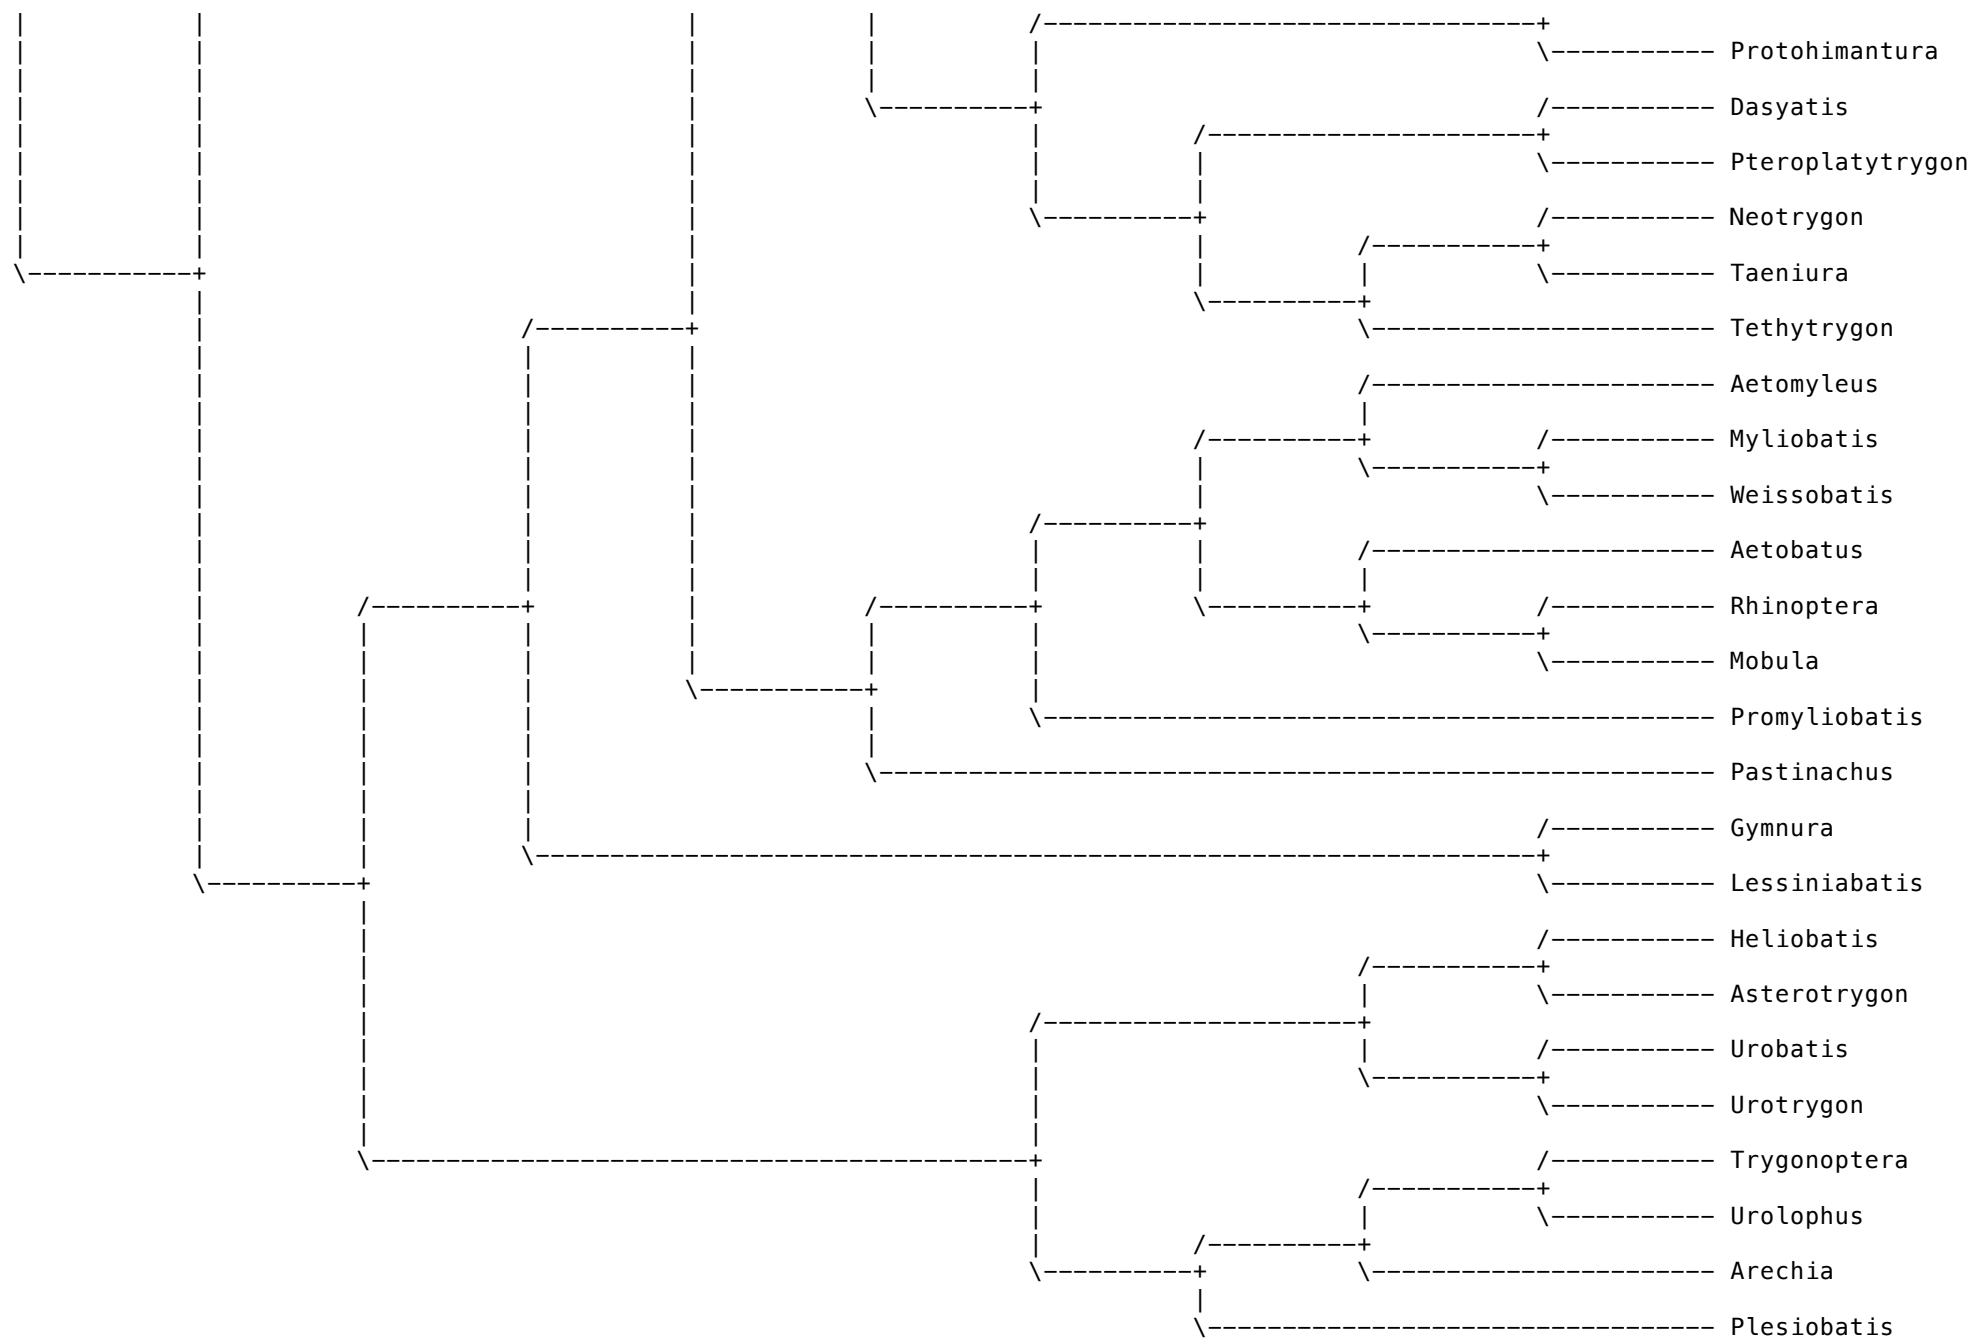 Protohimantura
Dasyatis
Pteroplatytrygon
Neotrygon
Taeniura
Tethytrygon
Aetomyleus
Myliobatis
Weissobatis
Aetobatus
Rhinoptera
Mobula
Promyliobatis
Pastinachus
Gymnura
Lessiniabatis
Heliobatis
Asterotrygon
Urobatis
Urotrygon
Trygonoptera
Urolophus
Arechia
Plesiobatis